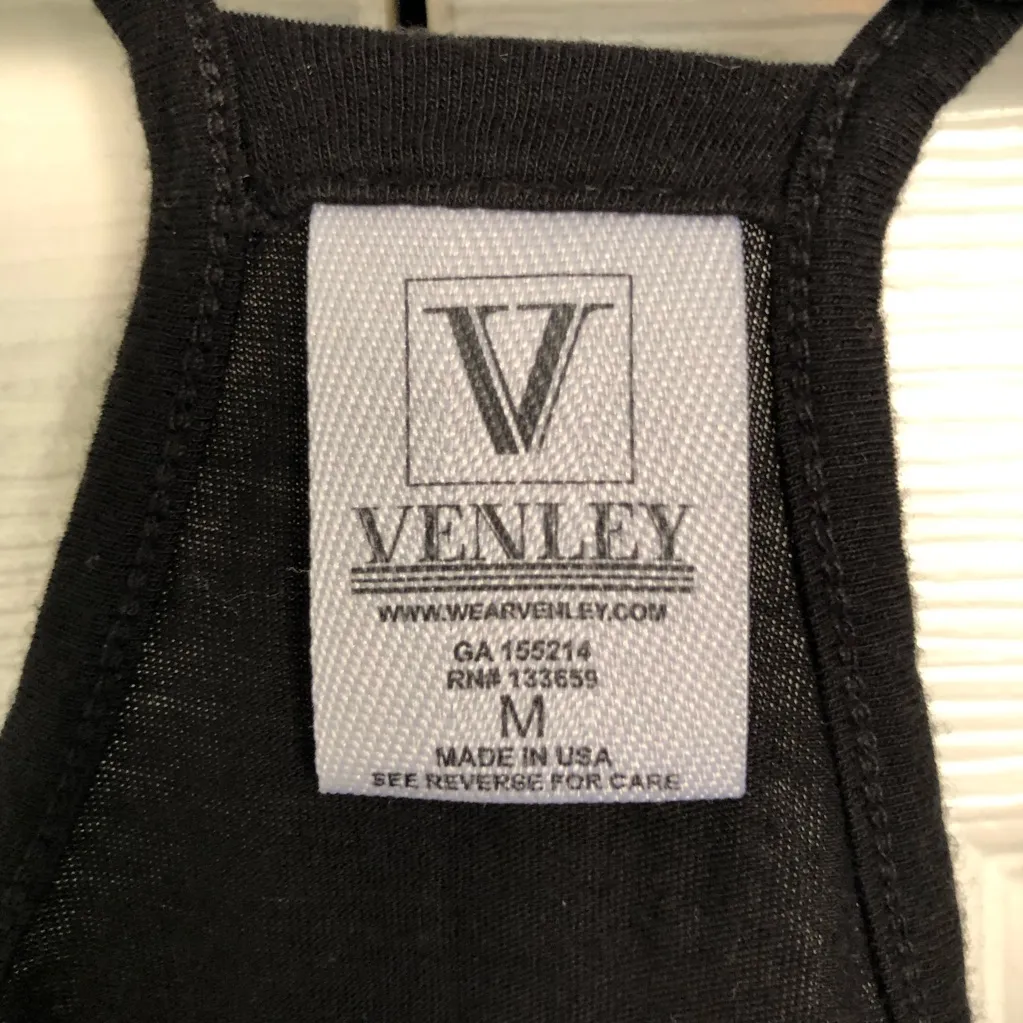 V
VENLEY
WWW.WEARVENLEY.COM
GA 155214
RN# 133659
M
MADE IN USA
SEE REVERSE FOR CARE